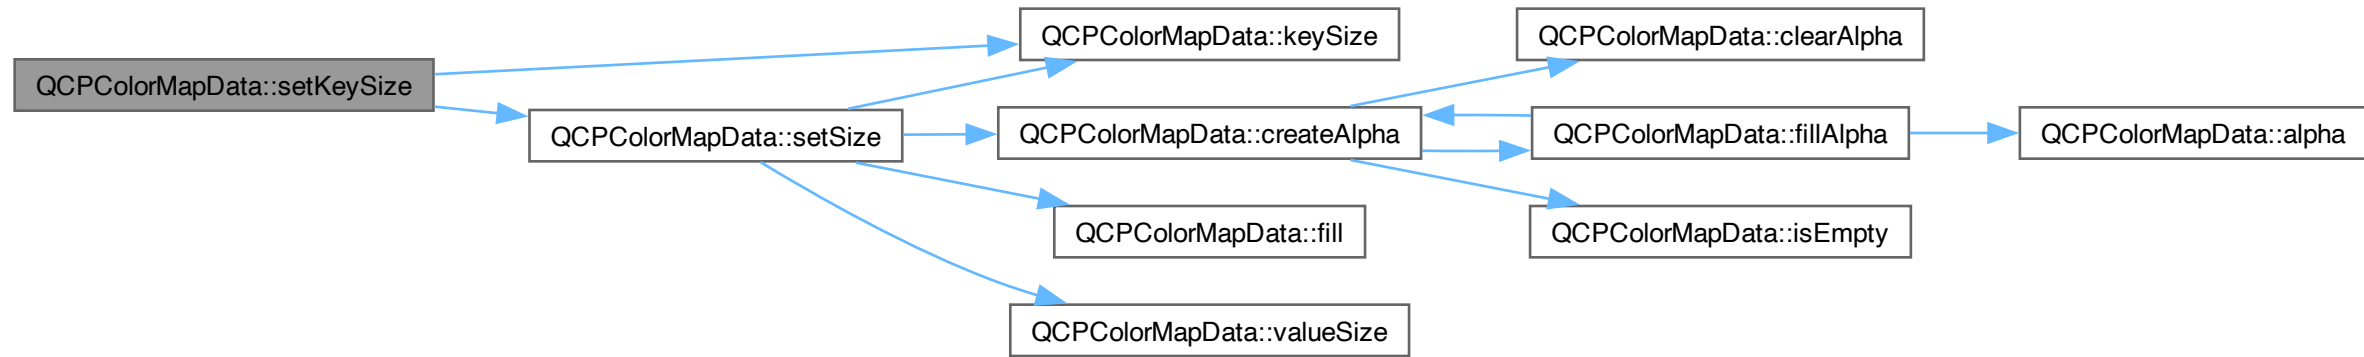 QCPColorMapData::setKeySize
QCPColorMapData::keySize
QCPColorMapData::setSize
QCPColorMapData::createAlpha
QCPColorMapData::fill
QCPColorMapData::valueSize
QCPColorMapData::clearAlpha
QCPColorMapData::fillAlpha
QCPColorMapData::isEmpty
QCPColorMapData::alpha